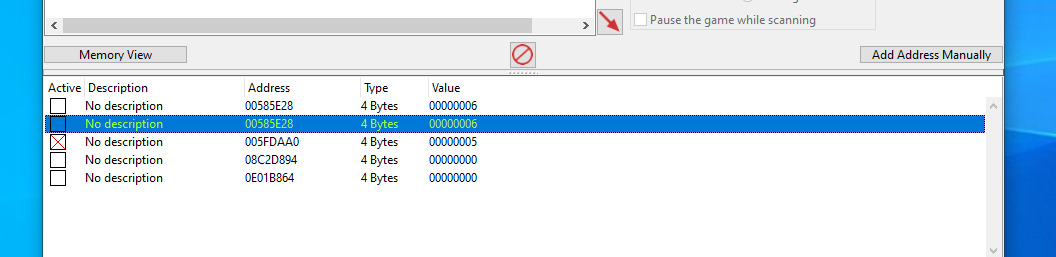 Pause the game while scanning
Memory View Add Address Manually
Active Description Address Type Value
No description 00585E28 4 Bytes 00000006
No description 00585E28 4 Bytes 00000006
No description 005FDAA0 4 Bytes 00000005
No description 08C2D894 4 Bytes 00000000
No description 0E01B864 4 Bytes 00000000